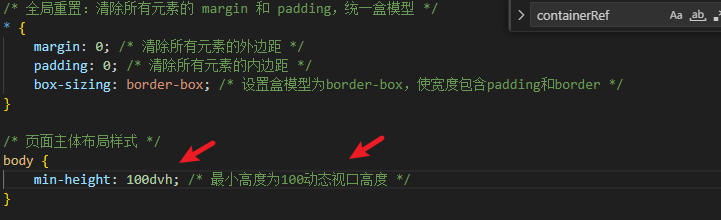 /* 全局重置：清除所有元素的 margin 和 padding，统一盒模型 */
containerRef
Aa
ab
* {
margin: 0; /* 清除所有元素的外边距 */
padding: 0; /* 清除所有元素的内边距 */
box-sizing: border-box; /* 设置盒模型为border-box，使宽度包含padding和border */
}
/* 页面主体布局样式 */
body {
min-height: 100dvh; /* 最小高度为100动态视口高度 */
}